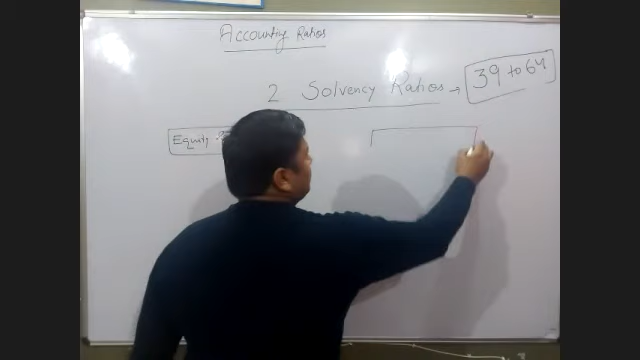 Accounting Ratios
2 Solvency Ratios → 39 to 64
Equity